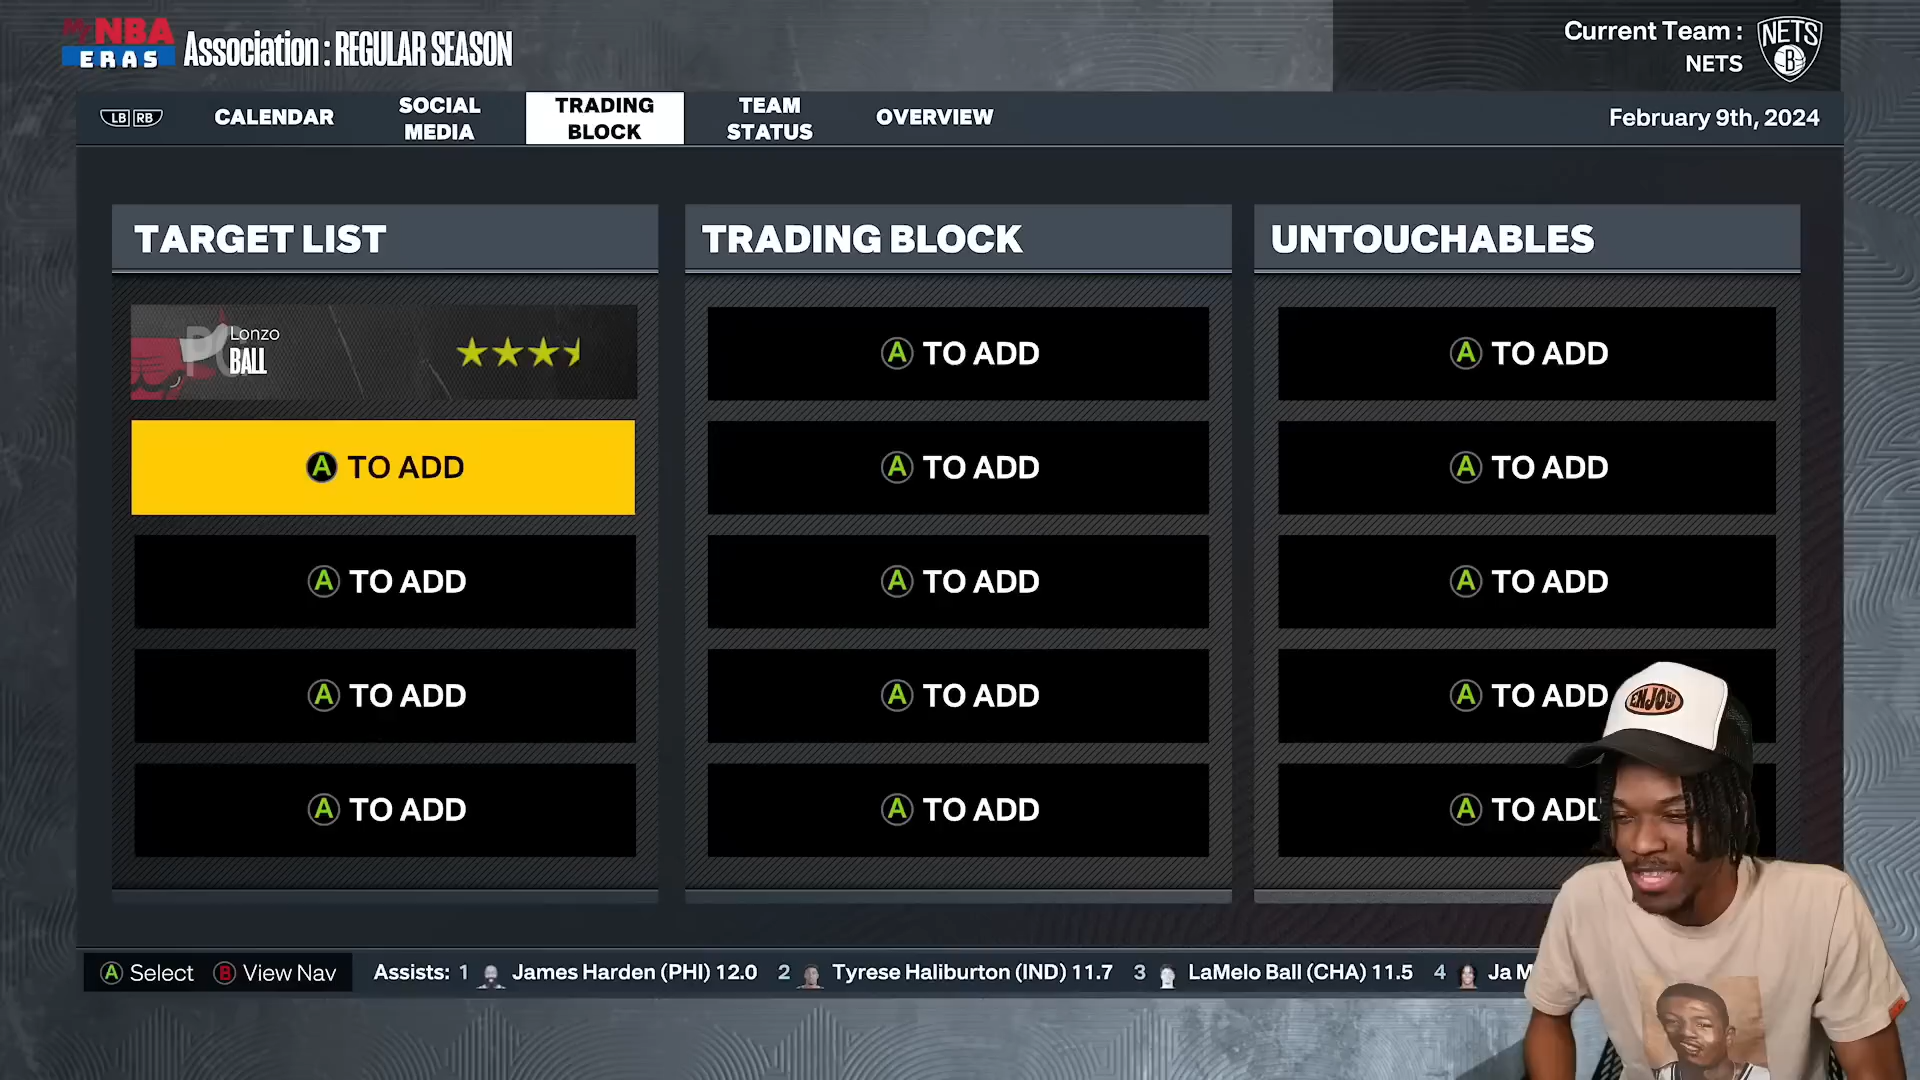 My NBA
ERAS
Association : REGULAR SEASON
Current Team :
NETS
NETS
B
LB RB
CALENDAR
SOCIAL
MEDIA
TRADING
BLOCK
TEAM
STATUS
OVERVIEW
February 9th, 2024
TARGET LIST
TRADING BLOCK
UNTOUCHABLES
PG
Lonzo
BALL
A TO ADD
A TO ADD
A TO ADD
A TO ADD
A TO ADD
A TO ADD
A TO ADD
A TO ADD
A TO ADD
A TO ADD
A TO ADD
A TO ADD
A TO ADD
A TO ADD
ENJOY
A Select B View Nav
Assists: 1 James Harden (PHI) 12.0 2 Tyrese Haliburton (IND) 11.7 3 LaMelo Ball (CHA) 11.5 4 Ja M